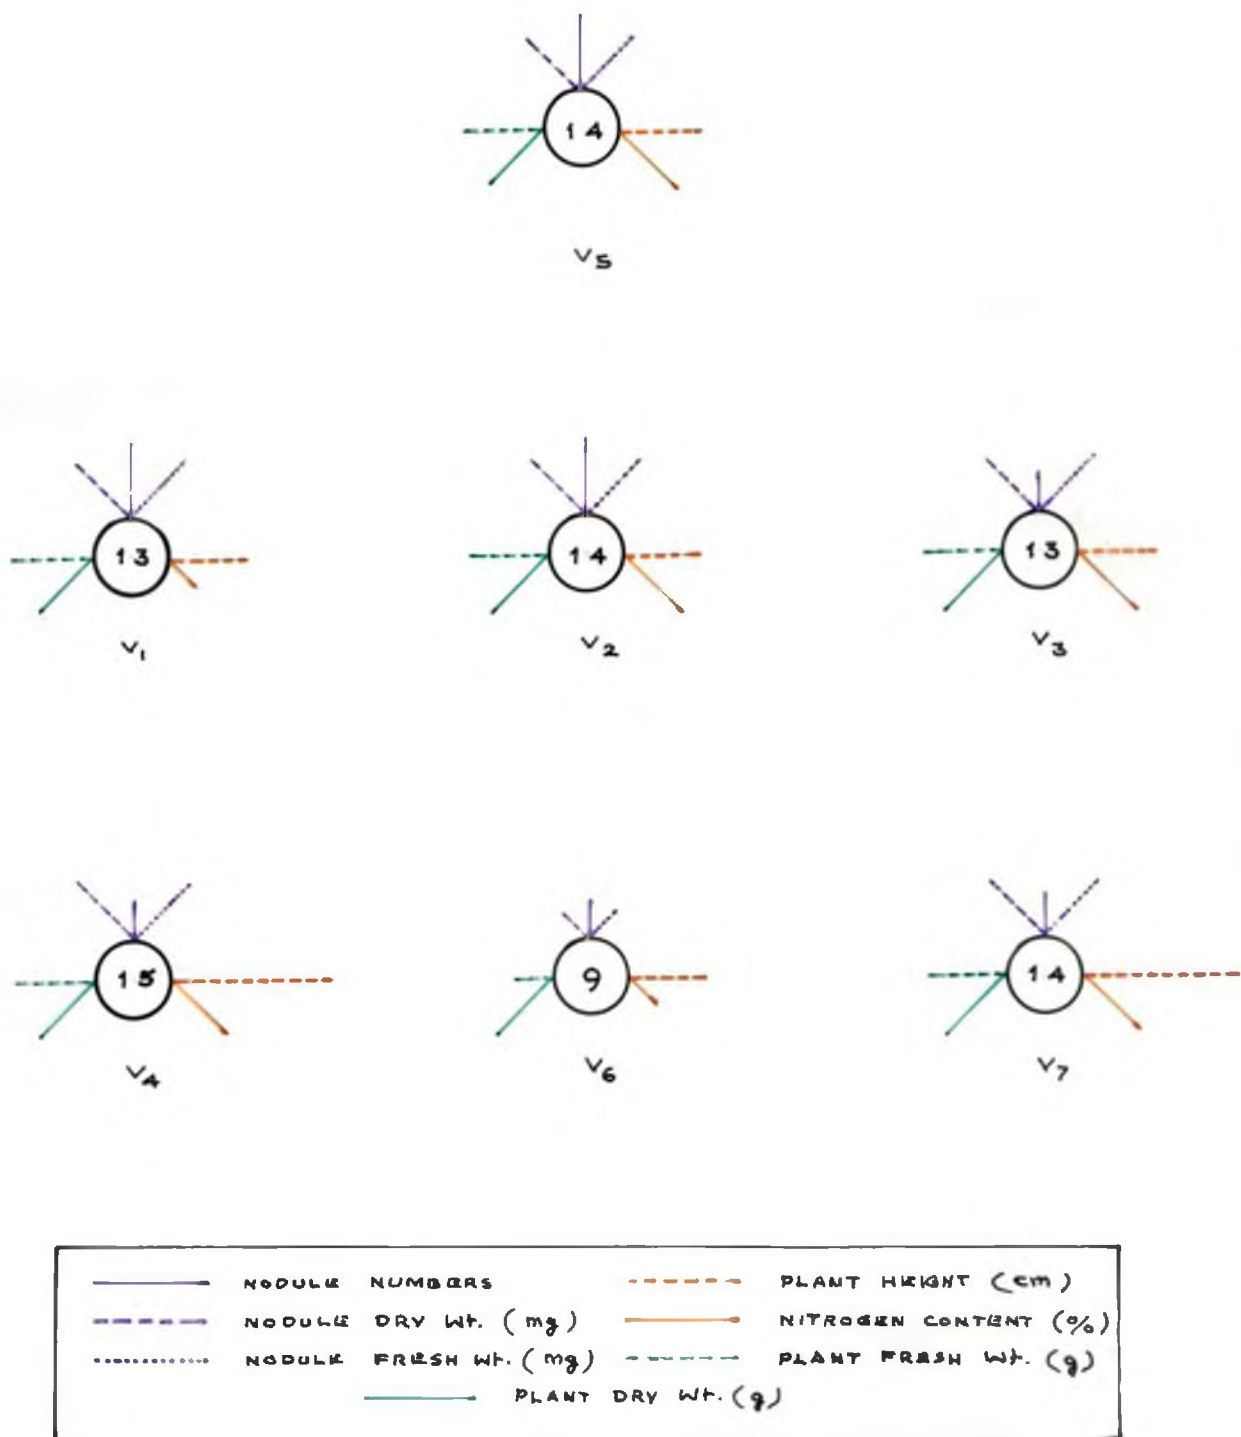 14
V5
13
14
13
V1
V2
V3
15
9
14
V4
V6
V7
NODULE NUMBERS
PLANT HEIGHT (cm)
NODULE DRY Wt. (mg)
NITROGEN CONTENT (%)
NODULE FRESH Wt. (mg)
PLANT FRESH Wt. (g)
PLANT DRY Wt. (g)